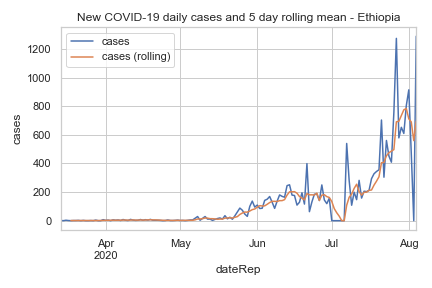 New COVID-19 daily cases and 5 day rolling mean - Ethiopia
cases
cases (rolling)
1200
1000
800
600
400
200
0
cases
Apr
2020
May
Jun
Jul
Aug
dateRep